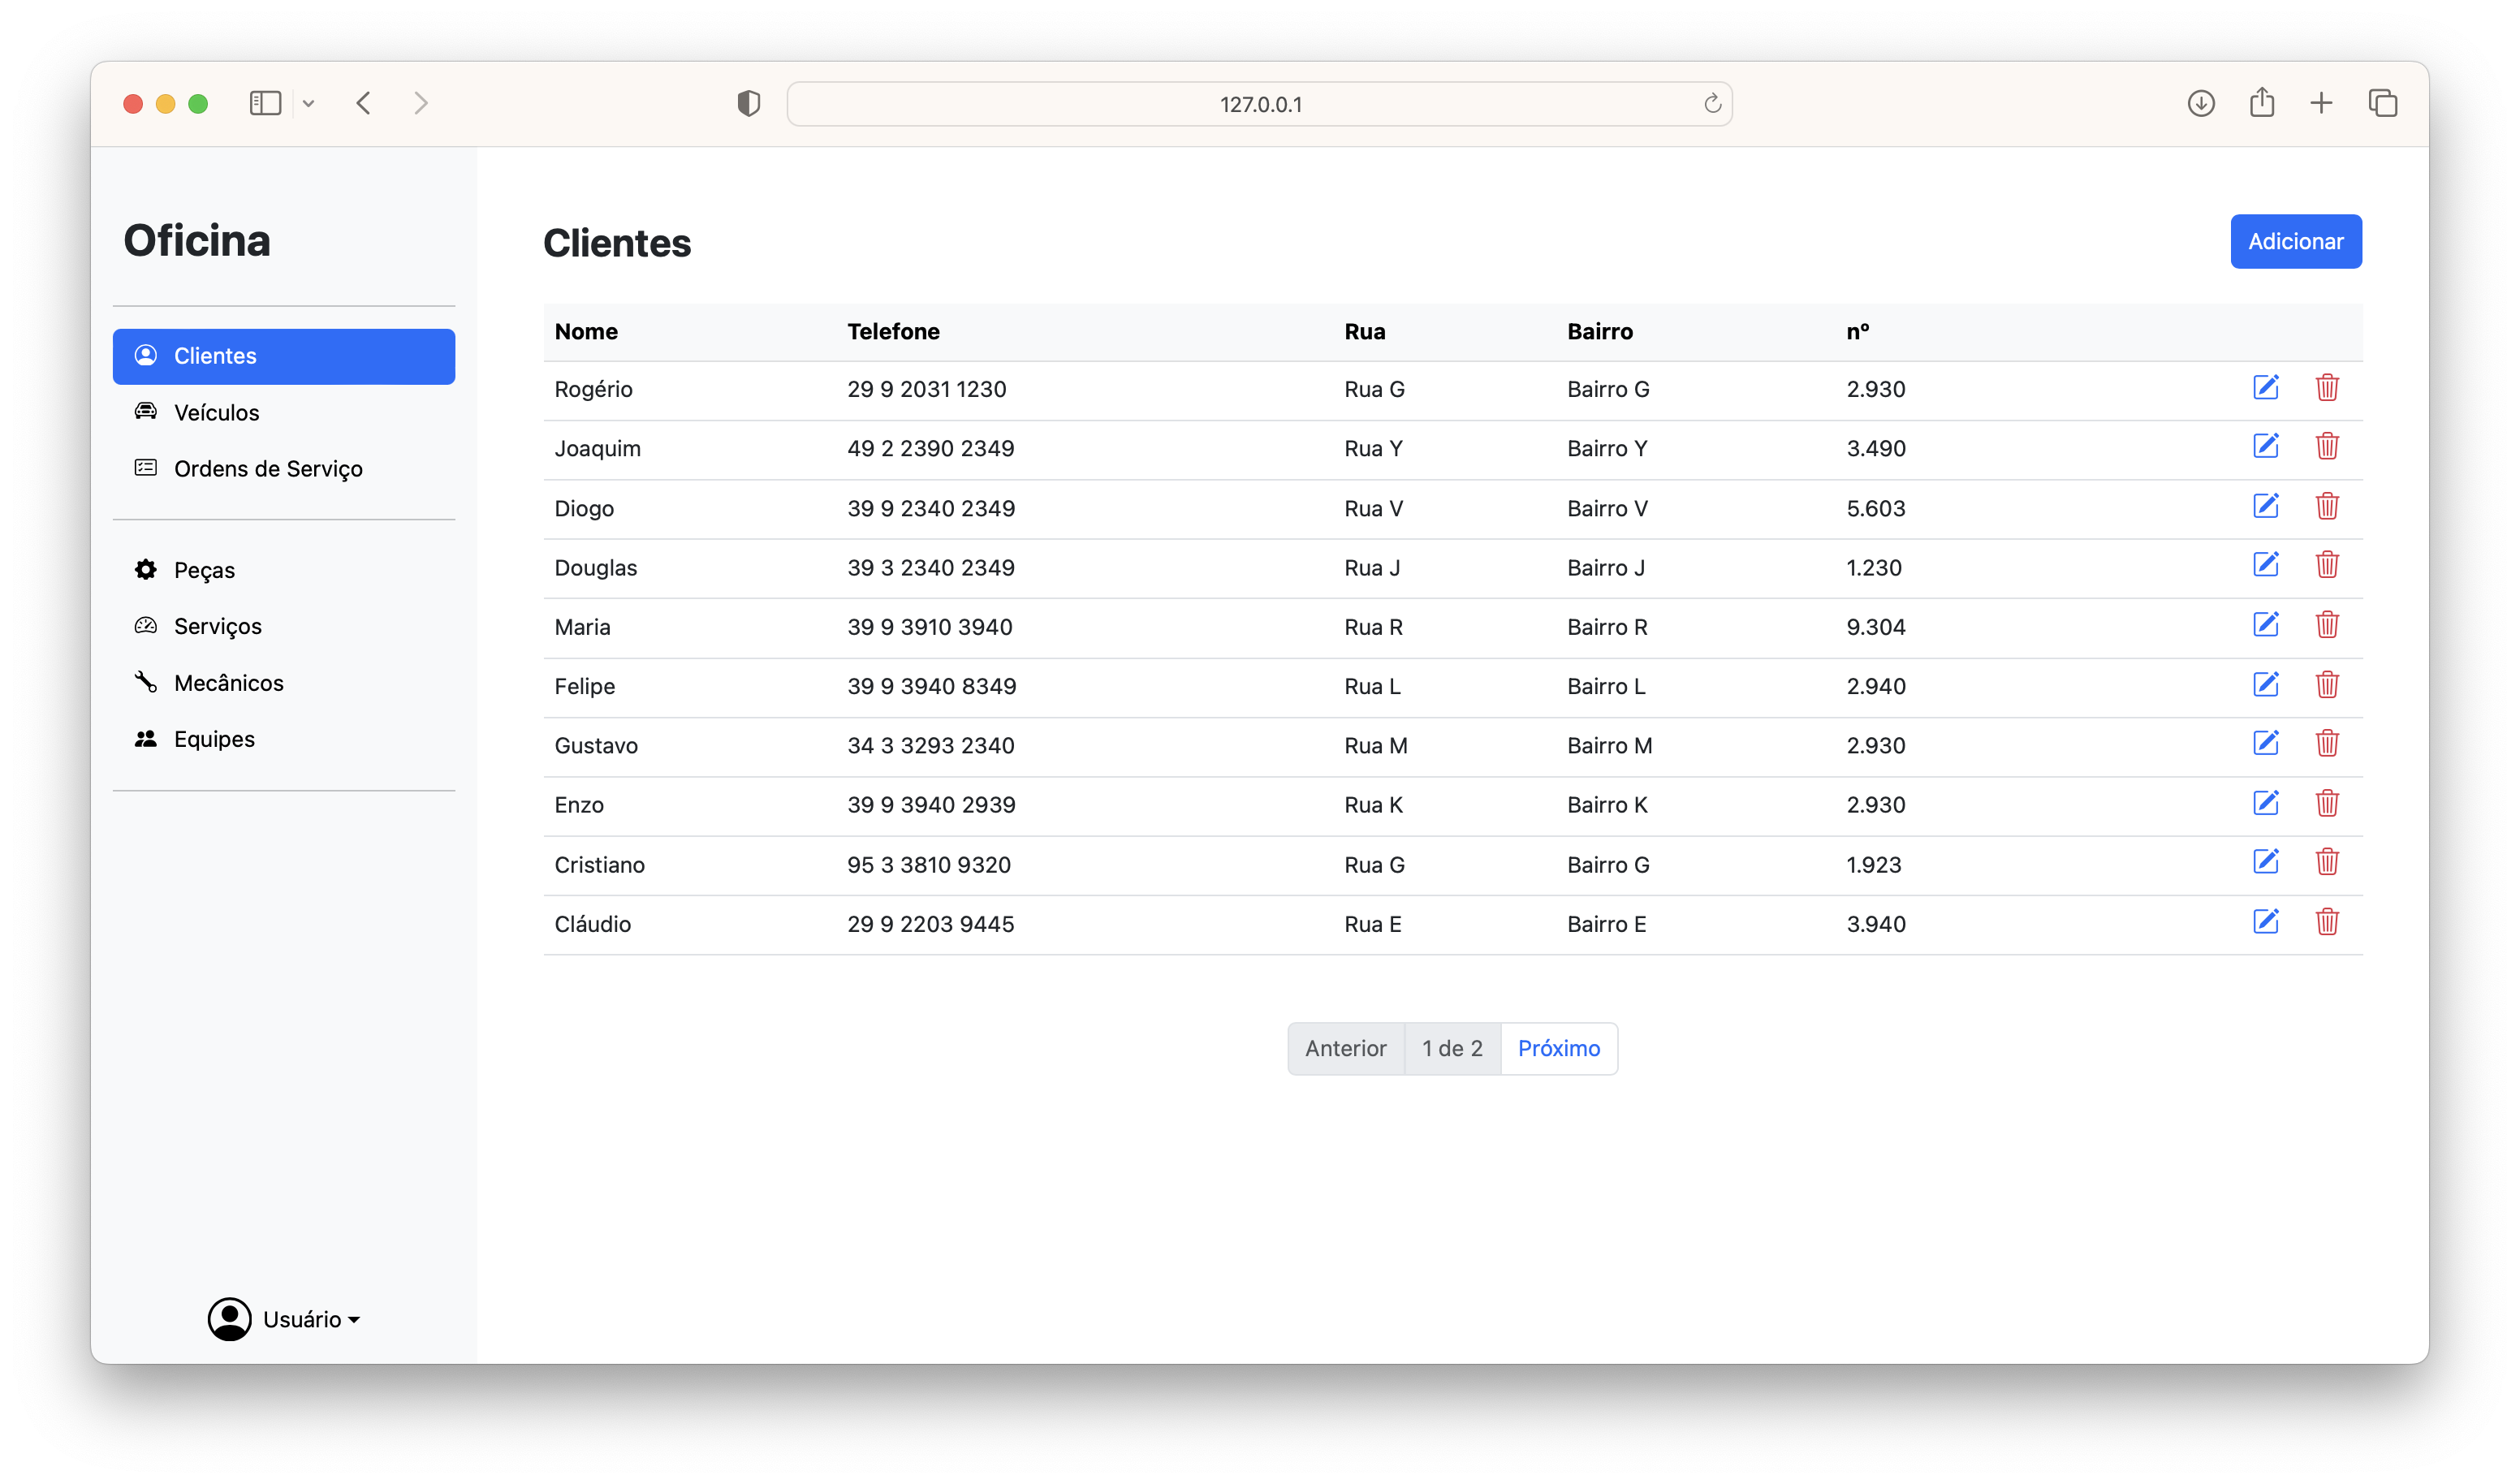 127.0.0.1
Oficina
Clientes
Veículos
Ordens de Serviço
Peças
Serviços
Mecânicos
Equipes
Usuário
Clientes
Adicionar
Nome Telefone Rua Bairro nº
Rogério 29 9 2031 1230 Rua G Bairro G 2.930
Joaquim 49 2 2390 2349 Rua Y Bairro Y 3.490
Diogo 39 9 2340 2349 Rua V Bairro V 5.603
Douglas 39 3 2340 2349 Rua J Bairro J 1.230
Maria 39 9 3910 3940 Rua R Bairro R 9.304
Felipe 39 9 3940 8349 Rua L Bairro L 2.940
Gustavo 34 3 3293 2340 Rua M Bairro M 2.930
Enzo 39 9 3940 2939 Rua K Bairro K 2.930
Cristiano 95 3 3810 9320 Rua G Bairro G 1.923
Cláudio 29 9 2203 9445 Rua E Bairro E 3.940
Anterior 1 de 2 Próximo